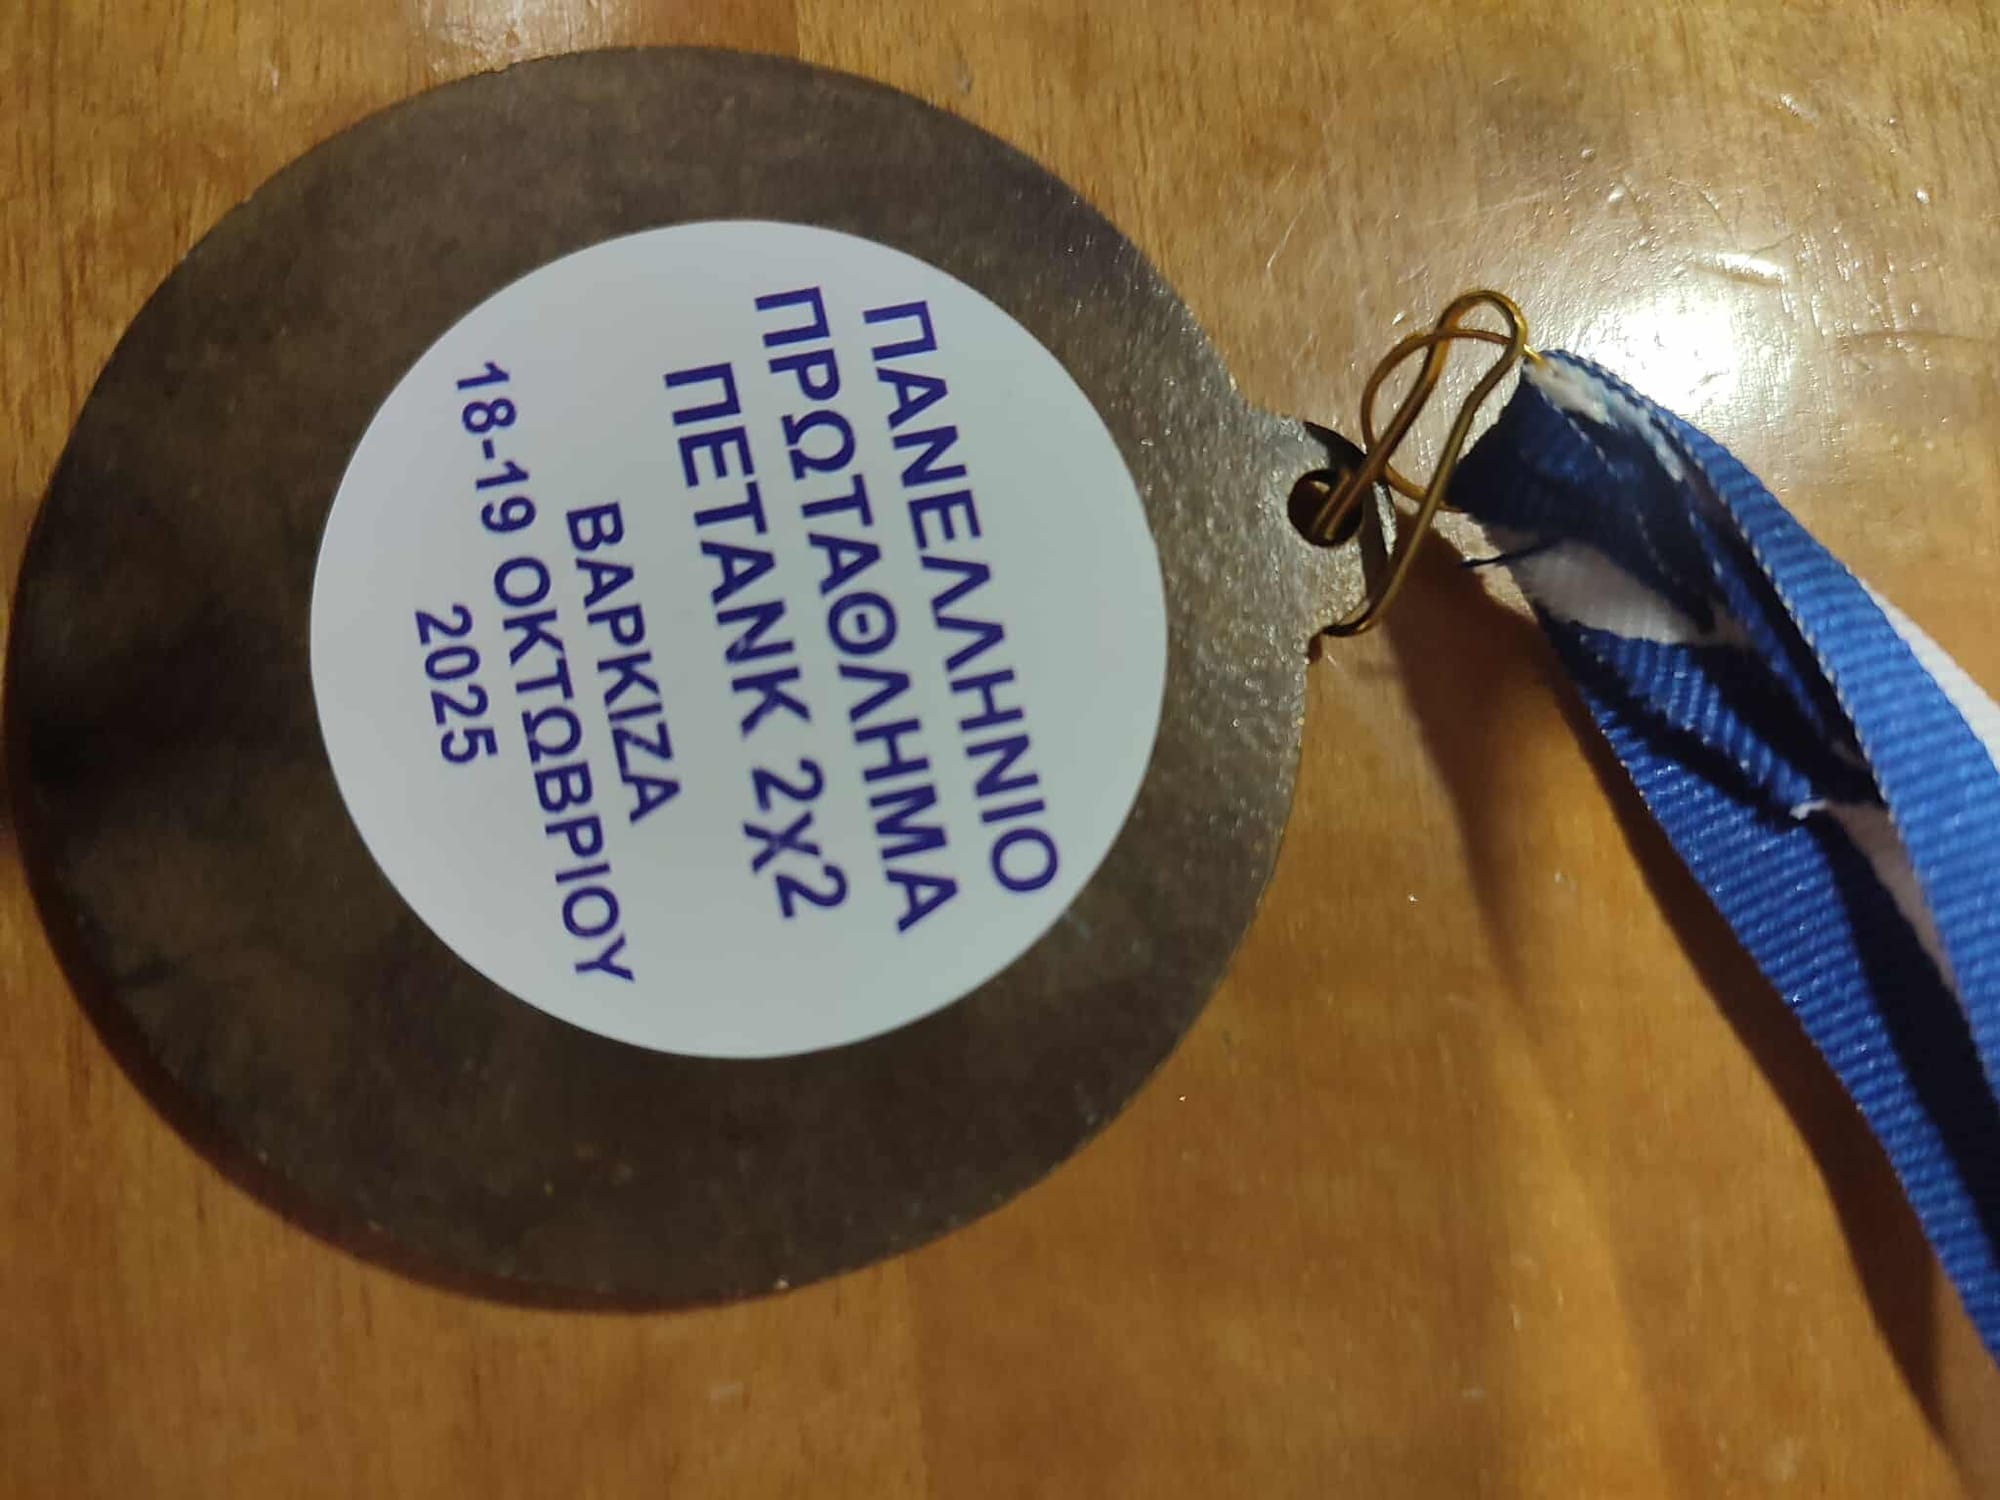 ΠΑΝΕΛΛΗΝΙΟ
ΠΡΩΤΑΘΛΗΜΑ
ΠΕΤΑΝΚ 2Χ2
ΒΑΡΚΙΖΑ
18-19 ΟΚΤΩΒΡΙΟΥ
2025